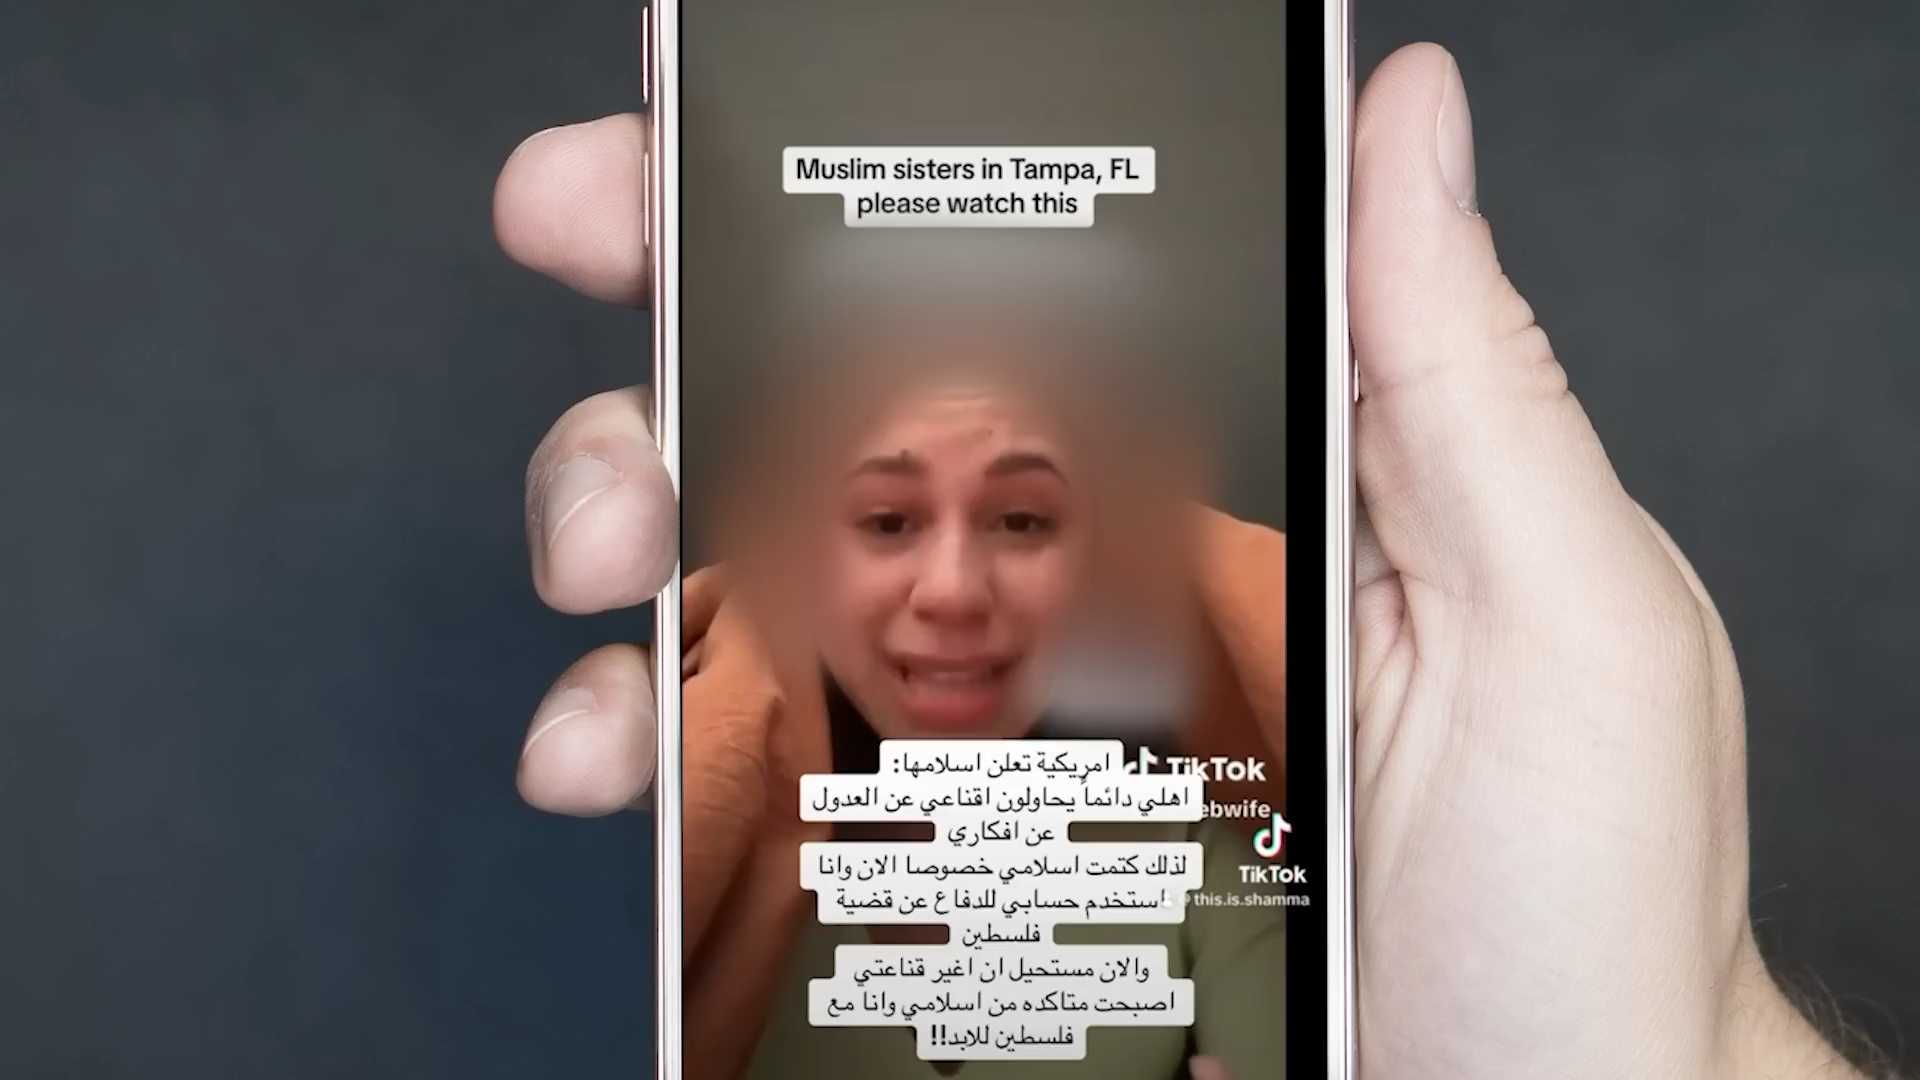 Muslim sisters in Tampa, FL
please watch this
امريكية تعلن اسلامها:
اهلي دائماً يحاولون اقناعي عن العدول
عن افكاري
لذلك كتمت اسلامي خصوصا الان وانا
استخدم حسابي للدفاع عن قضية
فلسطين
والان مستحيل ان اغير قناعتي
اصبحت متاكده من اسلامي وانا مع
فلسطين للابد!!
TikTok
TikTok
@this.is.shamma